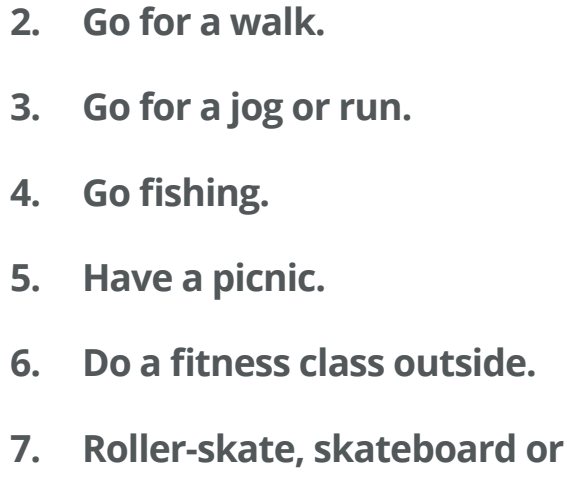 2. Go for a walk.
3. Go for a jog or run.
4. Go fishing.
5. Have a picnic.
6. Do a fitness class outside.
7. Roller-skate, skateboard or